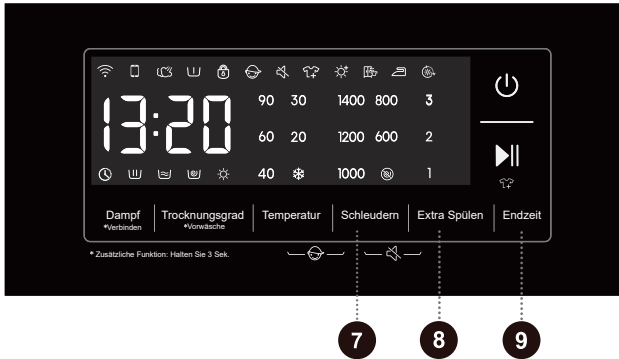 13:20
90 30 1400 800 3
60 20 1200 600 2
40 1000 1
Dampf Trocknungsgrad Temperatur Schleudern Extra Spülen Endzeit
*Verbinden *Vorwäsche
* Zusätzliche Funktion: Halten Sie 3 Sek.
7 8 9